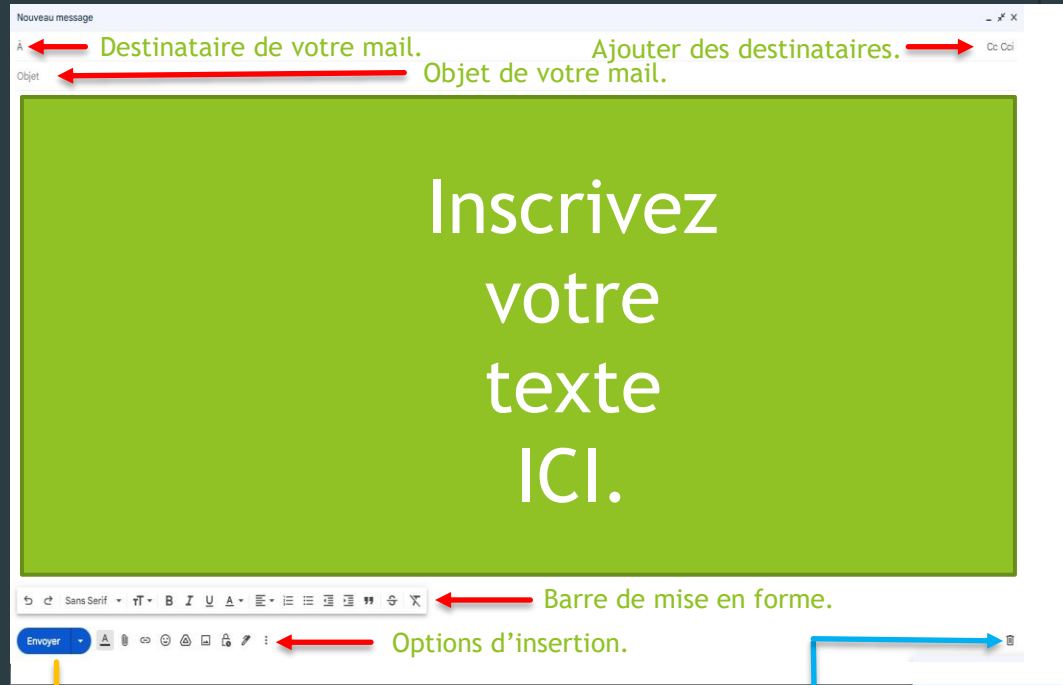 Nouveau message
À Destinataire de votre mail. Ajouter des destinataires. Cc Cci
Objet Objet de votre mail.
Inscrivez
votre
texte
ICI.
Sans Serif B I U A Barre de mise en forme.
Envoyer A Options d’insertion.